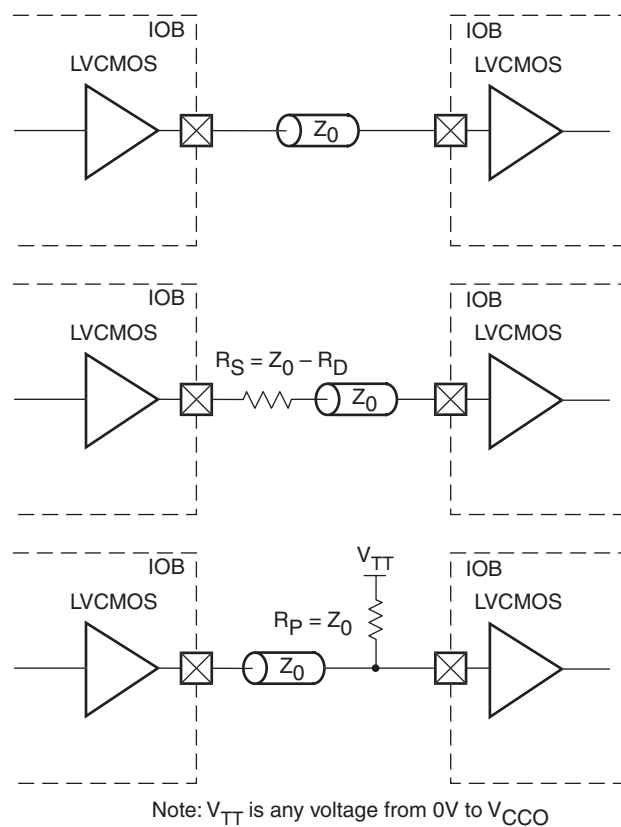 IOB
IOB
LVCMOS
LVCMOS
Z0
IOB
IOB
LVCMOS
LVCMOS
RS = Z0 – RD
Z0
IOB
VTT
IOB
LVCMOS
RP = Z0
LVCMOS
Z0
Note: VTT is any voltage from 0V to VCCO